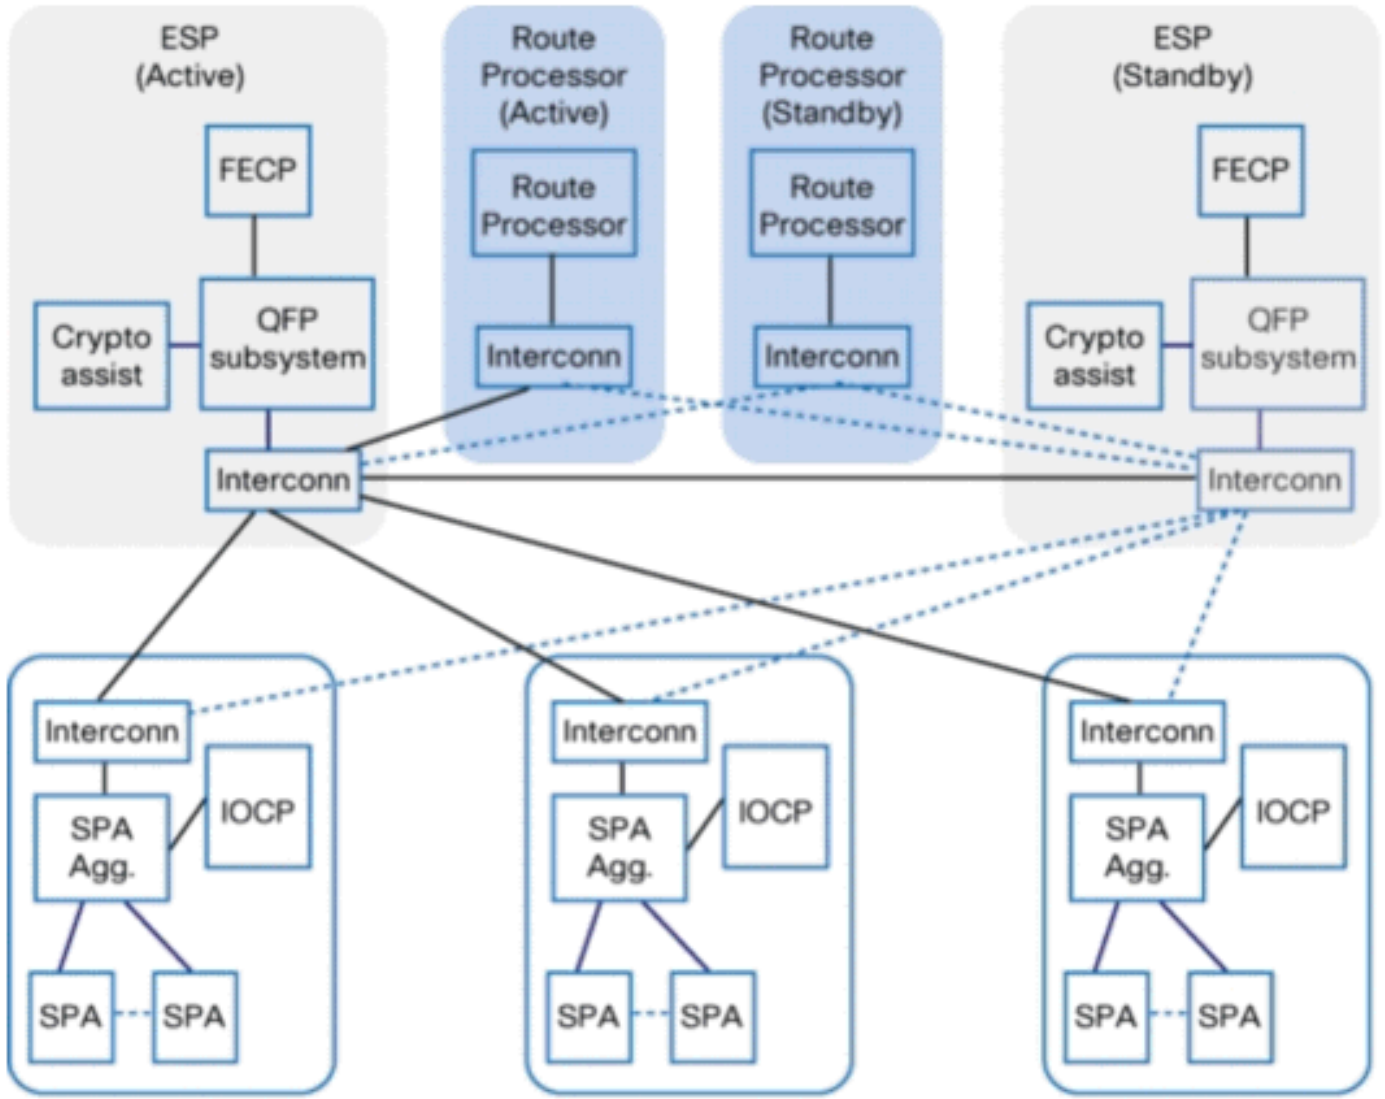 ESP
(Active)
Route
Processor
(Active)
Route
Processor
(Standby)
ESP
(Standby)
FECP
Route
Processor
Route
Processor
FECP
Crypto
assist
QFP
subsystem
Interconn
Interconn
Crypto
assist
QFP
subsystem
Interconn
Interconn
Interconn
IOCP
SPA
Agg.
SPA
SPA
Interconn
IOCP
SPA
Agg.
SPA
SPA
Interconn
IOCP
SPA
Agg.
SPA
SPA